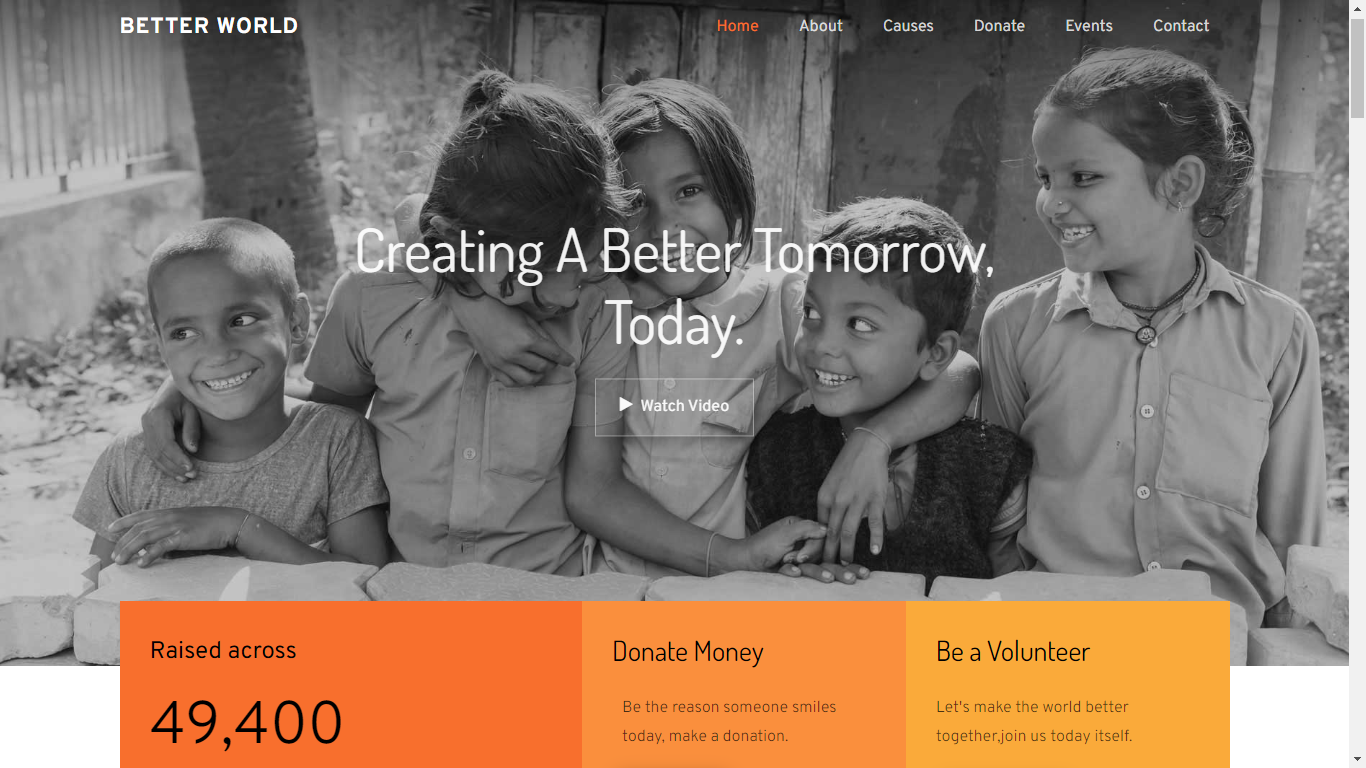 BETTER WORLD
Home About Causes Donate Events Contact
Creating A Better Tomorrow,
Today.
Watch Video
Raised across
49,400
Donate Money
Be the reason someone smiles
today, make a donation.
Be a Volunteer
Let's make the world better
together,join us today itself.